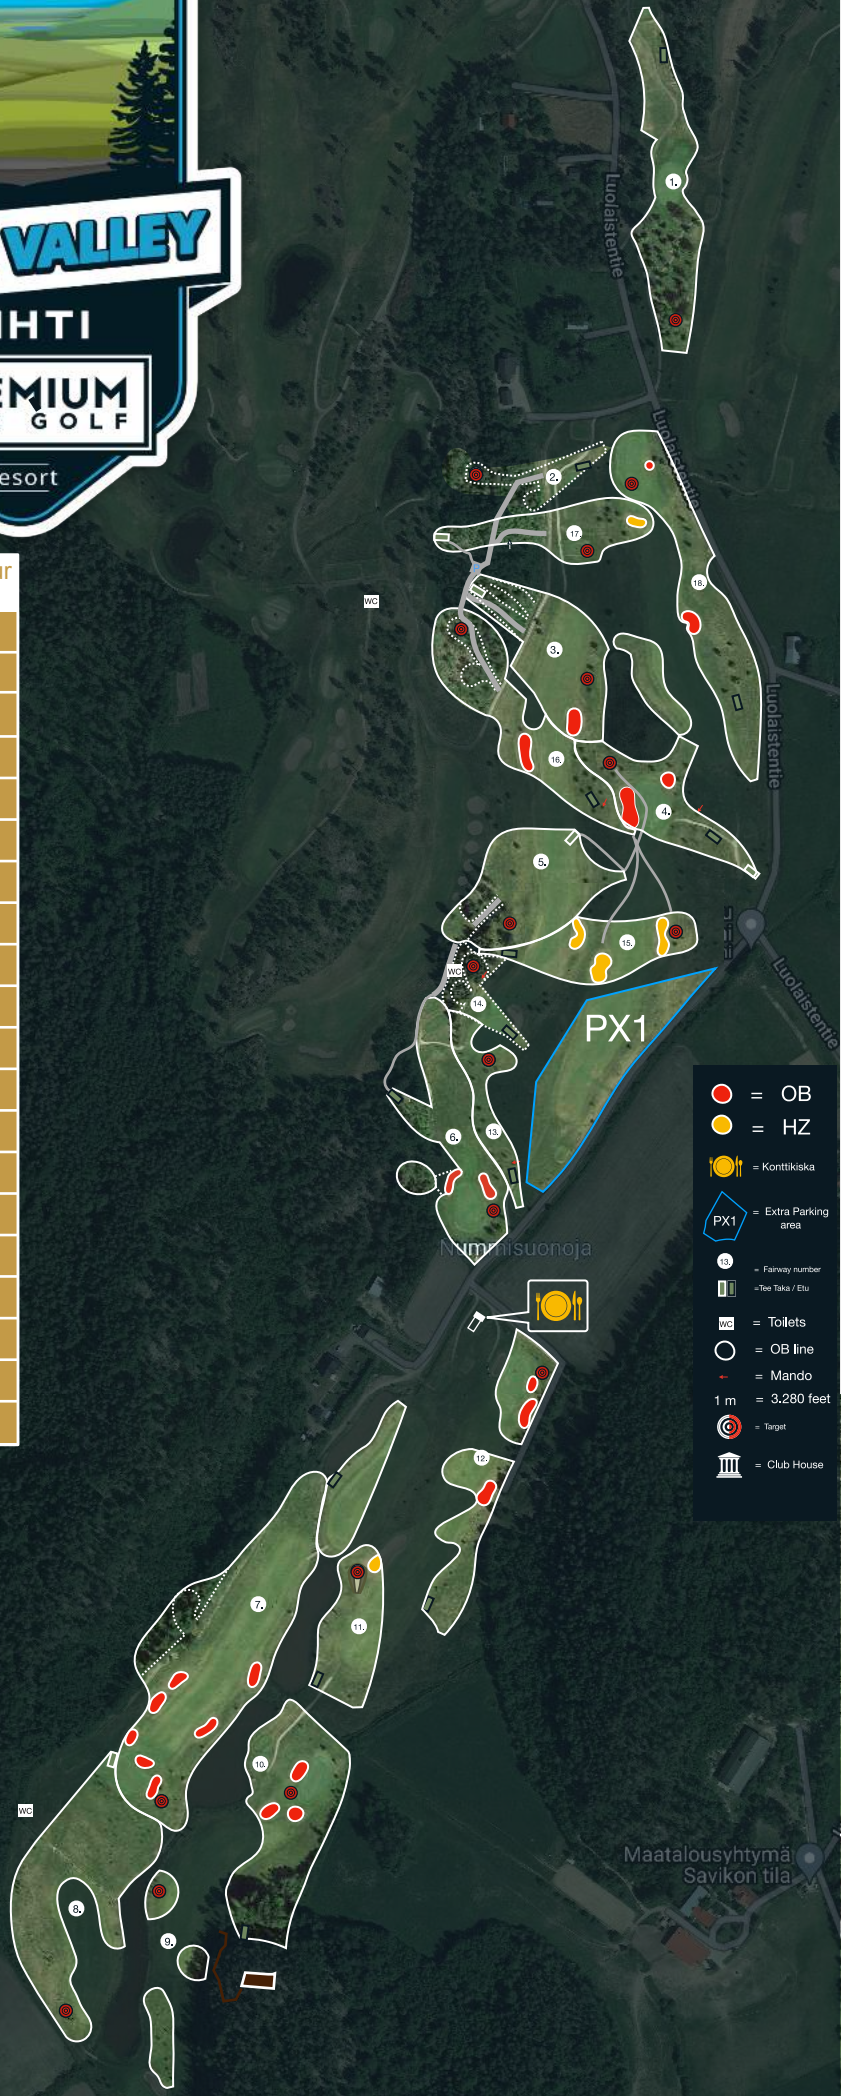 VALLEY
IHTI
EMIUM
GOLF
esort
ur
Luolaistentie
1.
Luolaistentie
2.
17.
18.
WC
3.
Luolaistentie
16.
4.
5.
15.
WC
14.
Luolaistentie
PX1
13.
6.
Nummisuonoja
= OB
= HZ
= Konttikiska
PX1
= Extra Parking
area
13.
= Fairway number
=Tee Taka / Etu
WC = Toilets
= OB line
= Mando
1 m = 3.280 feet
= Target
= Club House
12.
7.
11.
10.
WC
8.
9.
Maatalousyhtymä
Savikon tila